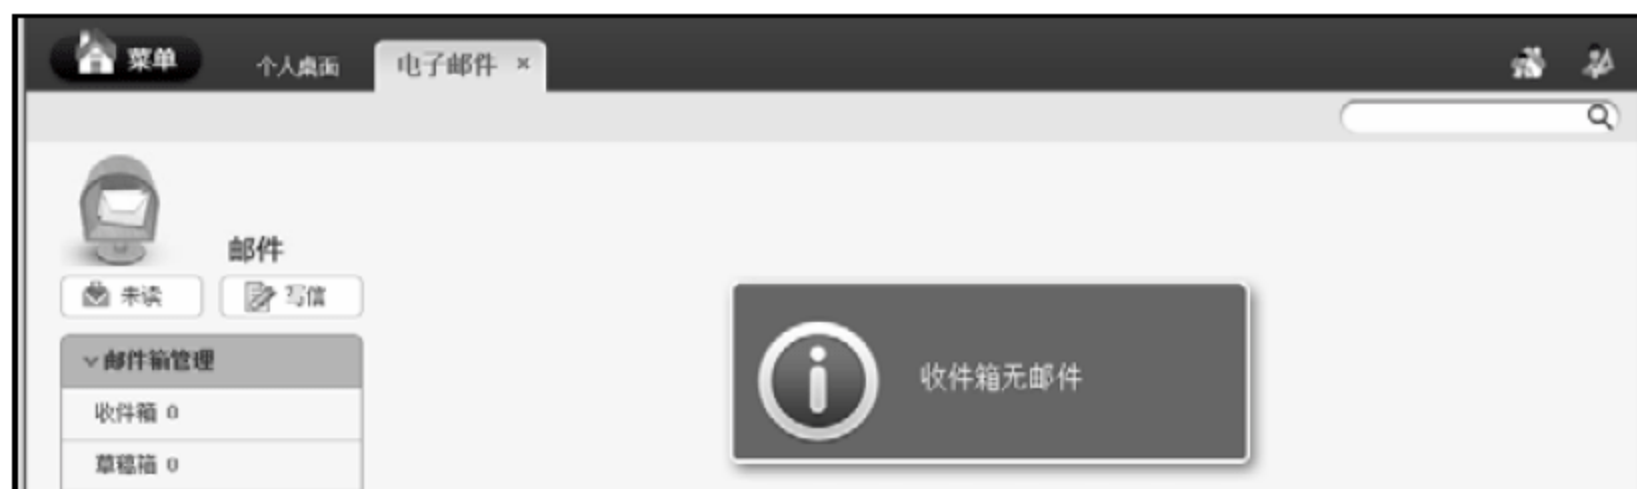 菜单 个人桌面 电子邮件 ×
邮件
未读 写信
邮件箱管理
收件箱无邮件
收件箱 0
草稿箱 0